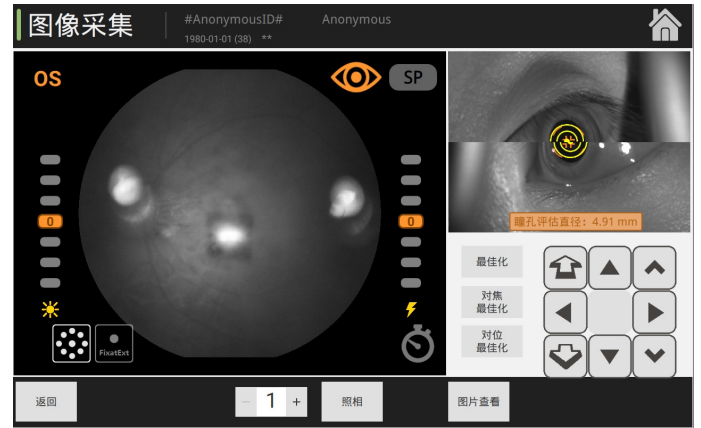 图像采集
#AnonymousID# Anonymous
1980-01-01 (38) **
OS
SP
0
0
瞳孔评估直径：4.91 mm
最佳化
对焦
最佳化
对位
最佳化
FixatExt
返回
− 1 +
照相
图片查看